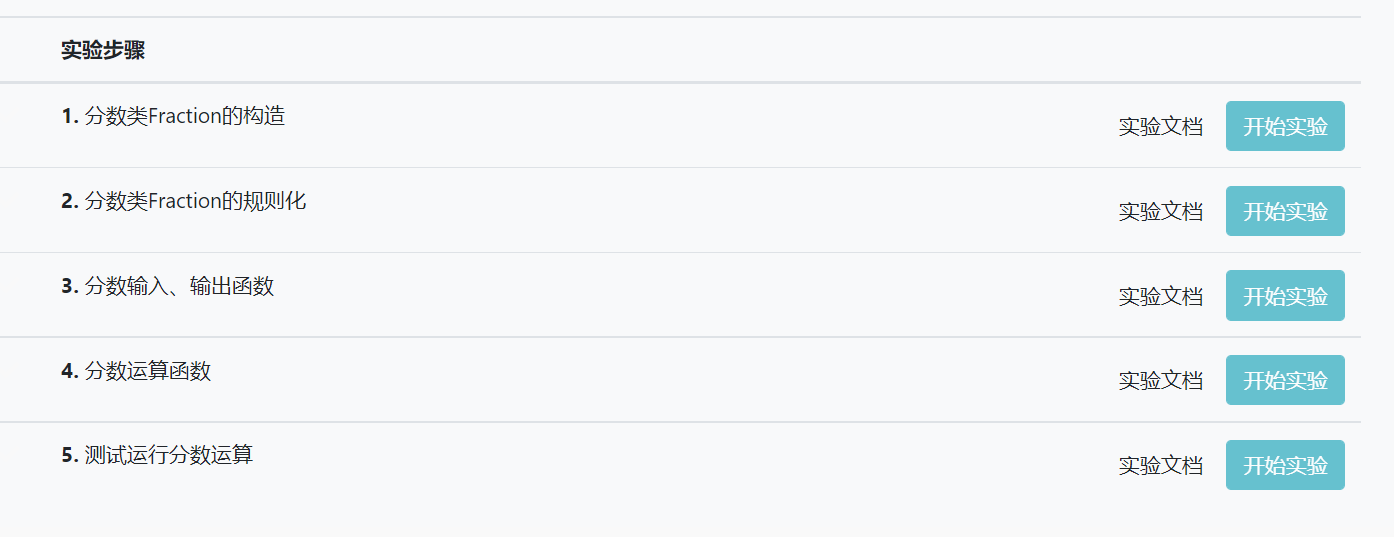 实验步骤
1. 分数类Fraction的构造
实验文档 开始实验
2. 分数类Fraction的规则化
实验文档 开始实验
3. 分数输入、输出函数
实验文档 开始实验
4. 分数运算函数
实验文档 开始实验
5. 测试运行分数运算
实验文档 开始实验